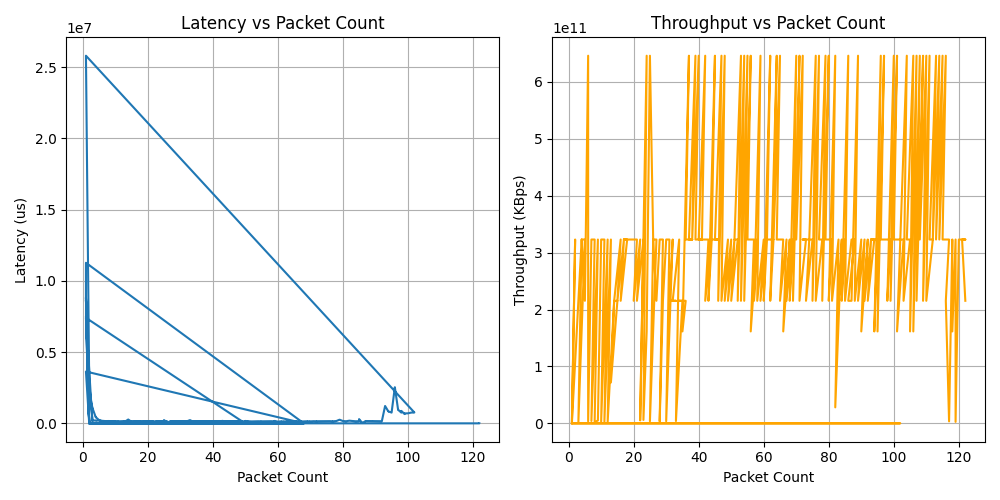 Latency vs Packet Count
1e7
2.5
2.0
1.5
1.0
0.5
0.0
Latency (us)
0 20 40 60 80 100 120
Packet Count
Throughput vs Packet Count
1e11
6
5
4
3
2
1
0
Throughput (KBps)
0 20 40 60 80 100 120
Packet Count